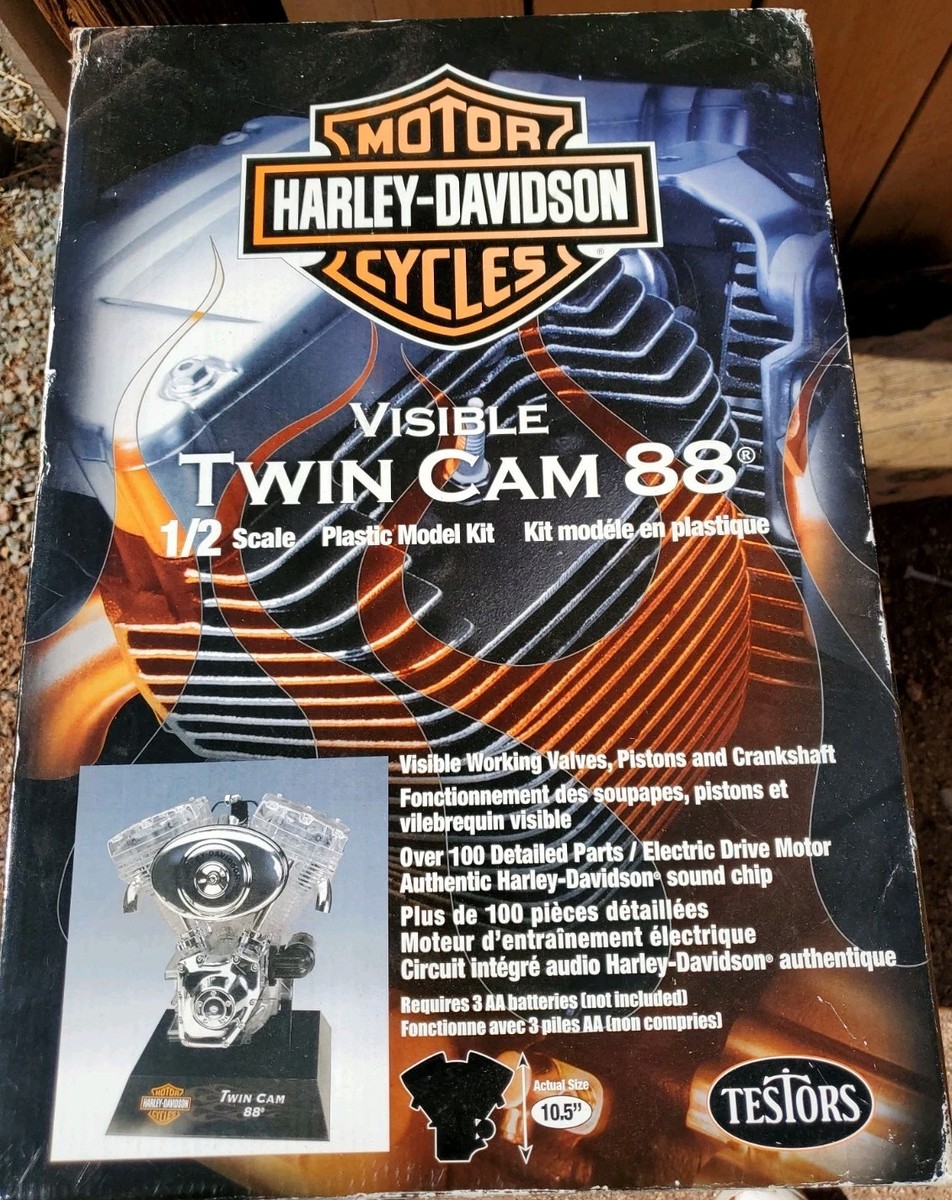 MOTOR
HARLEY-DAVIDSON
CYCLES
®
VISIBLE
TWIN CAM 88®
1/2 Scale Plastic Model Kit Kit modéle en plastique
Visible Working Valves, Pistons and Crankshaft
Fonctionnement des soupapes, pistons et
vilebrequin visible
Over 100 Detailed Parts / Electric Drive Motor
Authentic Harley-Davidson® sound chip
Plus de 100 pièces détaillées
Moteur d'entraînement électrique
Circuit intégré audio Harley-Davidson® authentique
Requires 3 AA batteries (not included)
Fonctionne avec 3 piles AA (non compries)
Actual Size
10.5"
TESTORS
MOTOR
HARLEY-DAVIDSON
CYCLES
TWIN CAM
88®